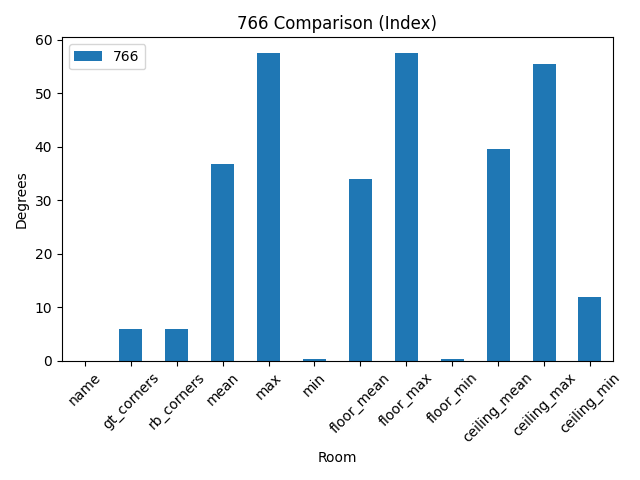 766 Comparison (Index)
766
60
50
40
30
20
10
0
Degrees
name
gt_corners
rb_corners
mean
max
min
floor_mean
floor_max
floor_min
ceiling_mean
ceiling_max
ceiling_min
Room